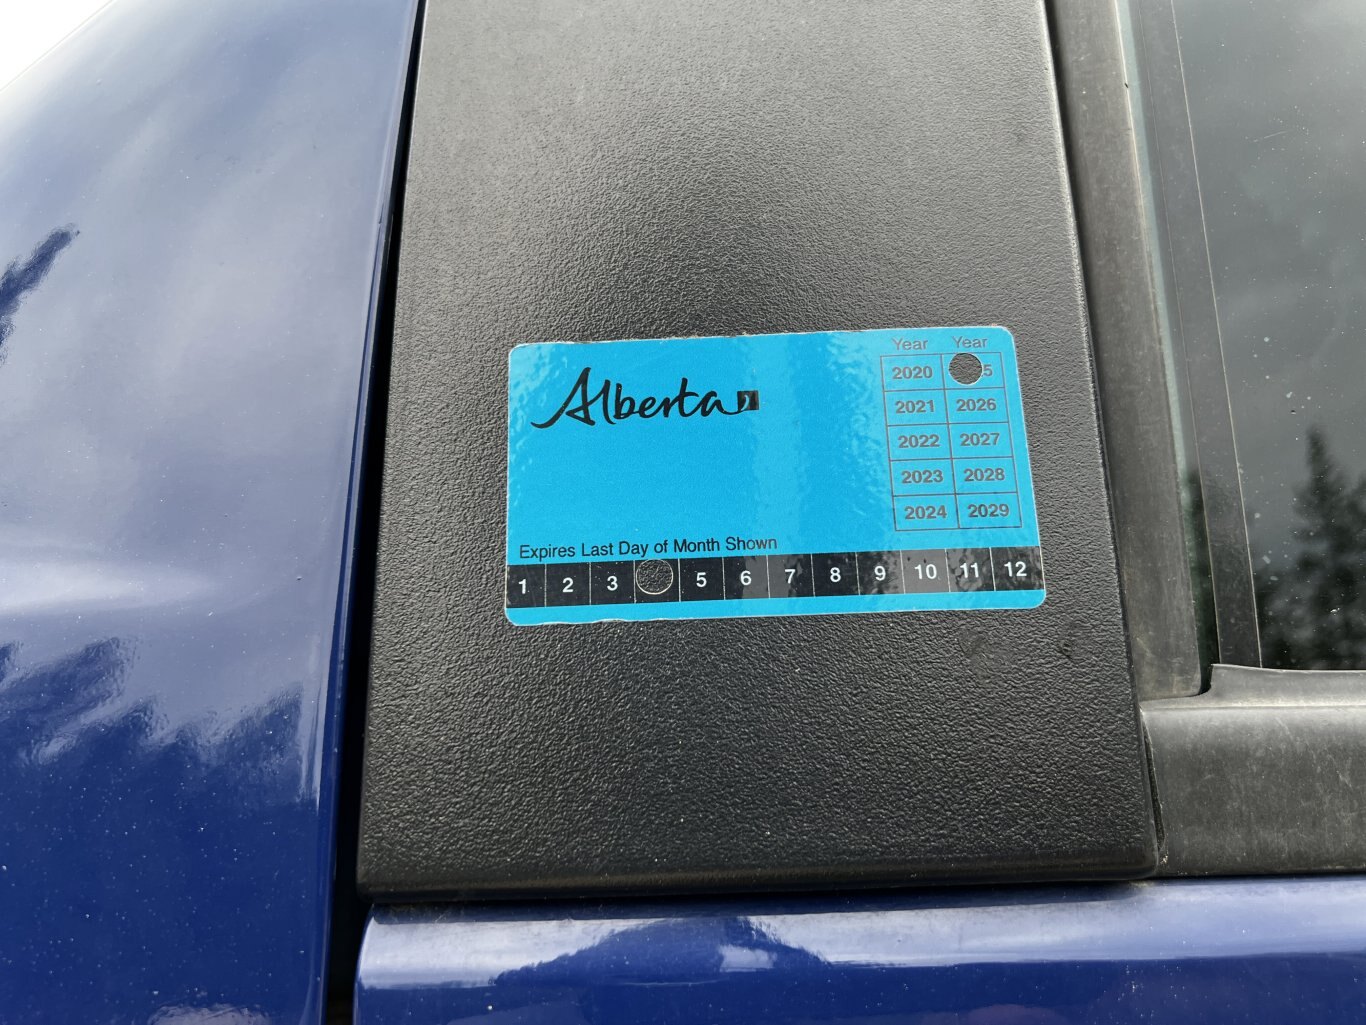 Alberta
Year Year
2020 5
2021 2026
2022 2027
2023 2028
2024 2029
Expires Last Day of Month Shown
1 2 3 5 6 7 8 9 10 11 12